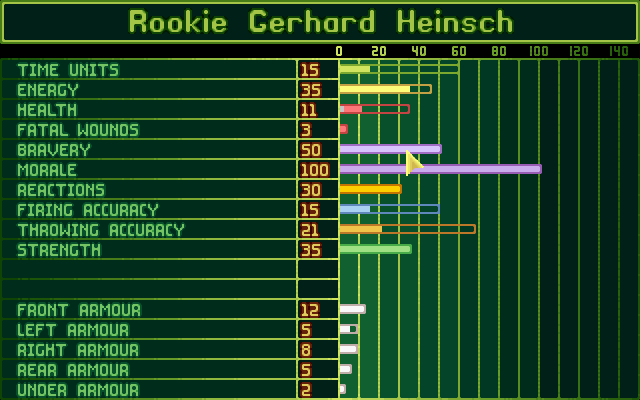 Rookie Gerhard Heinsch
0 20 40 60 80 100 120 140
TIME UNITS 15
ENERGY 35
HEALTH 11
FATAL WOUNDS 3
BRAVERY 50
MORALE 100
REACTIONS 30
FIRING ACCURACY 15
THROWING ACCURACY 21
STRENGTH 35
FRONT ARMOUR 12
LEFT ARMOUR 5
RIGHT ARMOUR 8
REAR ARMOUR 5
UNDER ARMOUR 2